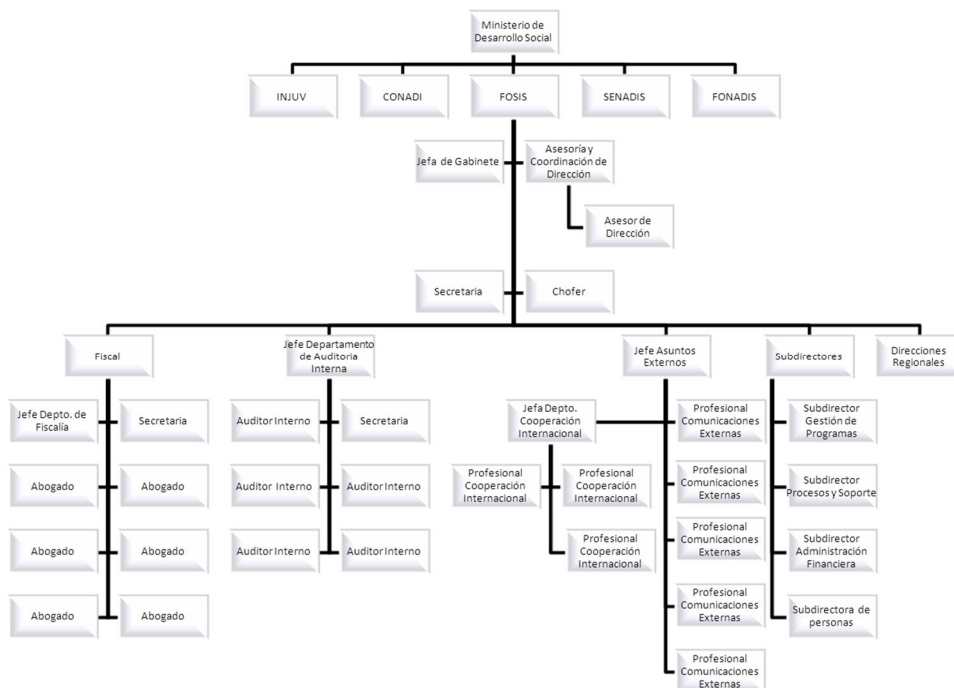 Ministerio de
Desarrollo Social
INJUV
CONADI
FOSIS
SENADIS
FONADIS
Jefa de Gabinete
Asesoría y
Coordinación de
Dirección
Asesor de
Dirección
Secretaria
Chofer
Fiscal
Jefe Departamento
de Auditoria
Interna
Jefe Asuntos
Externos
Subdirectores
Direcciones
Regionales
Jefe Depto. de
Fiscalía
Secretaria
Abogado
Abogado
Abogado
Abogado
Abogado
Abogado
Auditor Interno
Secretaria
Auditor Interno
Auditor Interno
Auditor Interno
Auditor Interno
Jefa Depto.
Cooperación
Internacional
Profesional
Cooperación
Internacional
Profesional
Cooperación
Internacional
Profesional
Cooperación
Internacional
Profesional
Comunicaciones
Externas
Profesional
Comunicaciones
Externas
Profesional
Comunicaciones
Externas
Profesional
Comunicaciones
Externas
Profesional
Comunicaciones
Externas
Subdirector
Gestión de
Programas
Subdirector
Procesos y Soporte
Subdirector
Administración
Financiera
Subdirectora de
personas